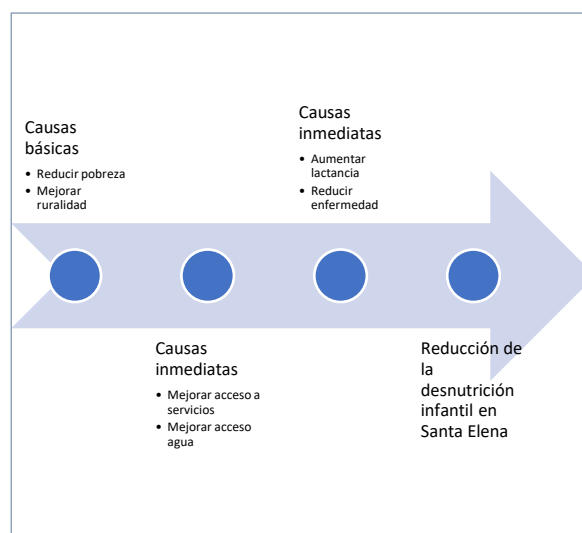 Causas
básicas
• Reducir pobreza
• Mejorar
ruralidad
Causas
inmediatas
• Mejorar acceso a
servicios
• Mejorar acceso
agua
Causas
inmediatas
• Aumentar
lactancia
• Reducir
enfermedad
Reducción de
la
desnutrición
infantil en
Santa Elena